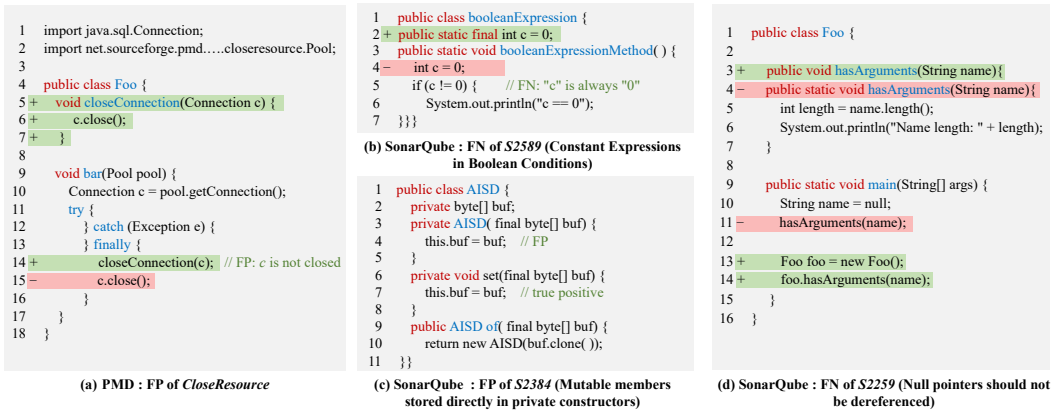 1 import java.sql.Connection;
2 import net.sourceforge.pmd.….closeresource.Pool;
3
4 public class Foo {
5 + void closeConnection(Connection c) {
6 + c.close();
7 + }
8
9 void bar(Pool pool) {
10 Connection c = pool.getConnection();
11 try {
12 } catch (Exception e) {
13 } finally {
14 + closeConnection(c); // FP: c is not closed
15 − c.close();
16 }
17 }
18 }
(a) PMD : FP of CloseResource
1 public class booleanExpression {
2 + public static final int c = 0;
3 public static void booleanExpressionMethod( ) {
4 − int c = 0;
5 if (c != 0) { // FN: "c" is always "0"
6 System.out.println("c == 0");
7 }}}
(b) SonarQube : FN of S2589 (Constant Expressions
in Boolean Conditions)
1 public class AISD {
2 private byte[] buf;
3 private AISD( final byte[] buf) {
4 this.buf = buf; // FP
5 }
6 private void set(final byte[] buf) {
7 this.buf = buf; // true positive
8 }
9 public AISD of( final byte[] buf) {
10 return new AISD(buf.clone( ));
11 }}
(c) SonarQube : FP of S2384 (Mutable members
stored directly in private constructors)
1 public class Foo {
2
3 + public void hasArguments(String name){
4 − public static void hasArguments(String name){
5 int length = name.length();
6 System.out.println("Name length: " + length);
7 }
8
9 public static void main(String[] args) {
10 String name = null;
11 − hasArguments(name);
12
13 + Foo foo = new Foo();
14 + foo.hasArguments(name);
15 }
16 }
(d) SonarQube : FN of S2259 (Null pointers should not
be dereferenced)